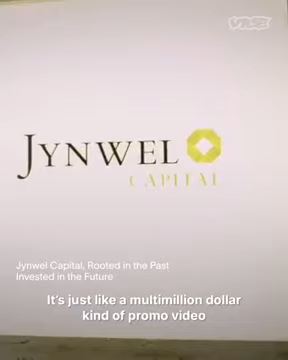 VICE
JYNWEL
CAPITAL
Jynwel Capital, Rooted in the Past
Invested in the Future
It's just like a multimillion dollar
kind of promo video